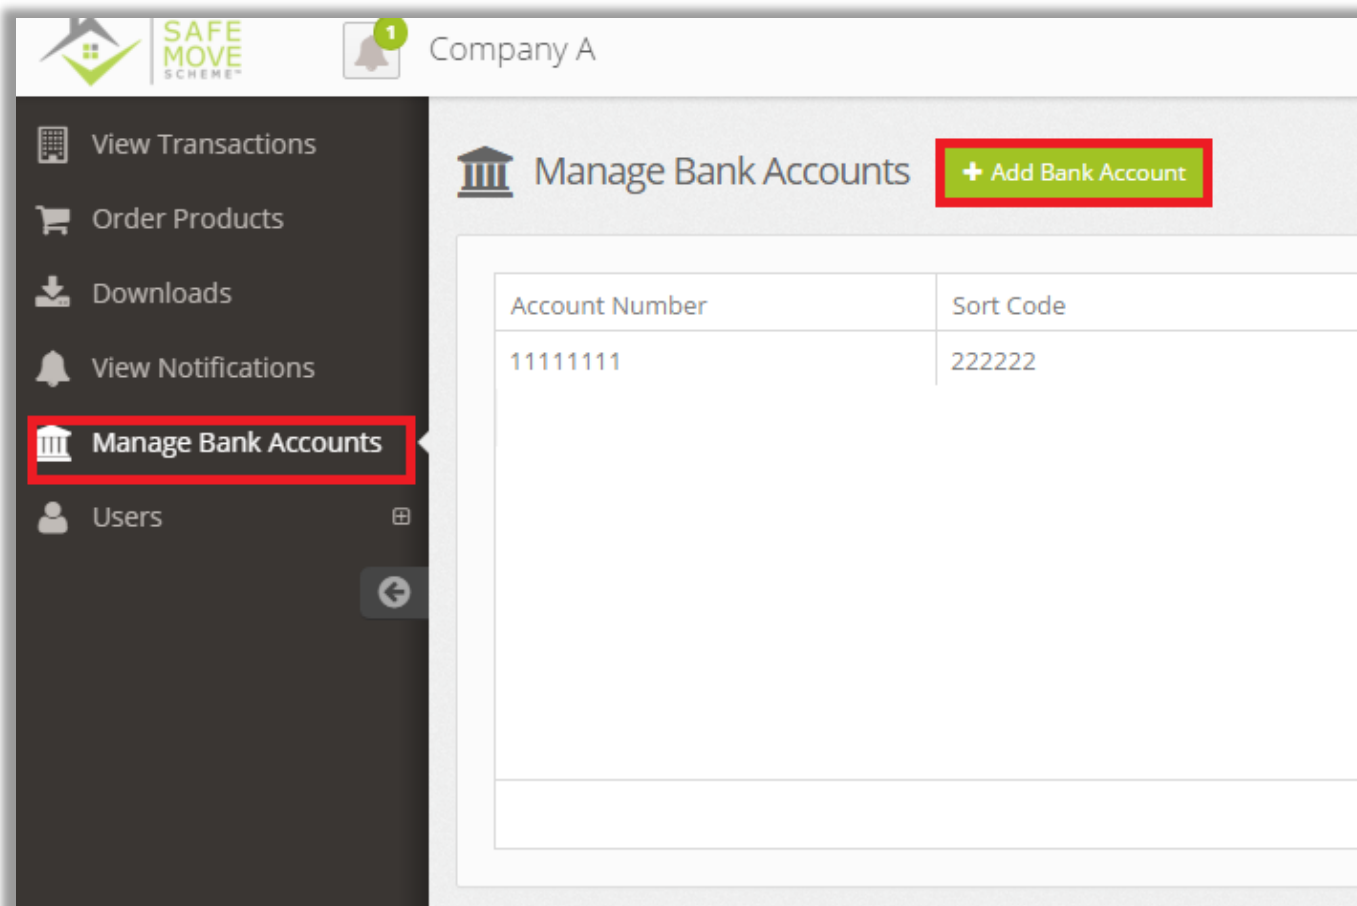 SAFE
MOVE
SCHEME™
1
Company A
View Transactions
Order Products
Downloads
View Notifications
Manage Bank Accounts
Users
Manage Bank Accounts
Add Bank Account
Account Number Sort Code
11111111 222222